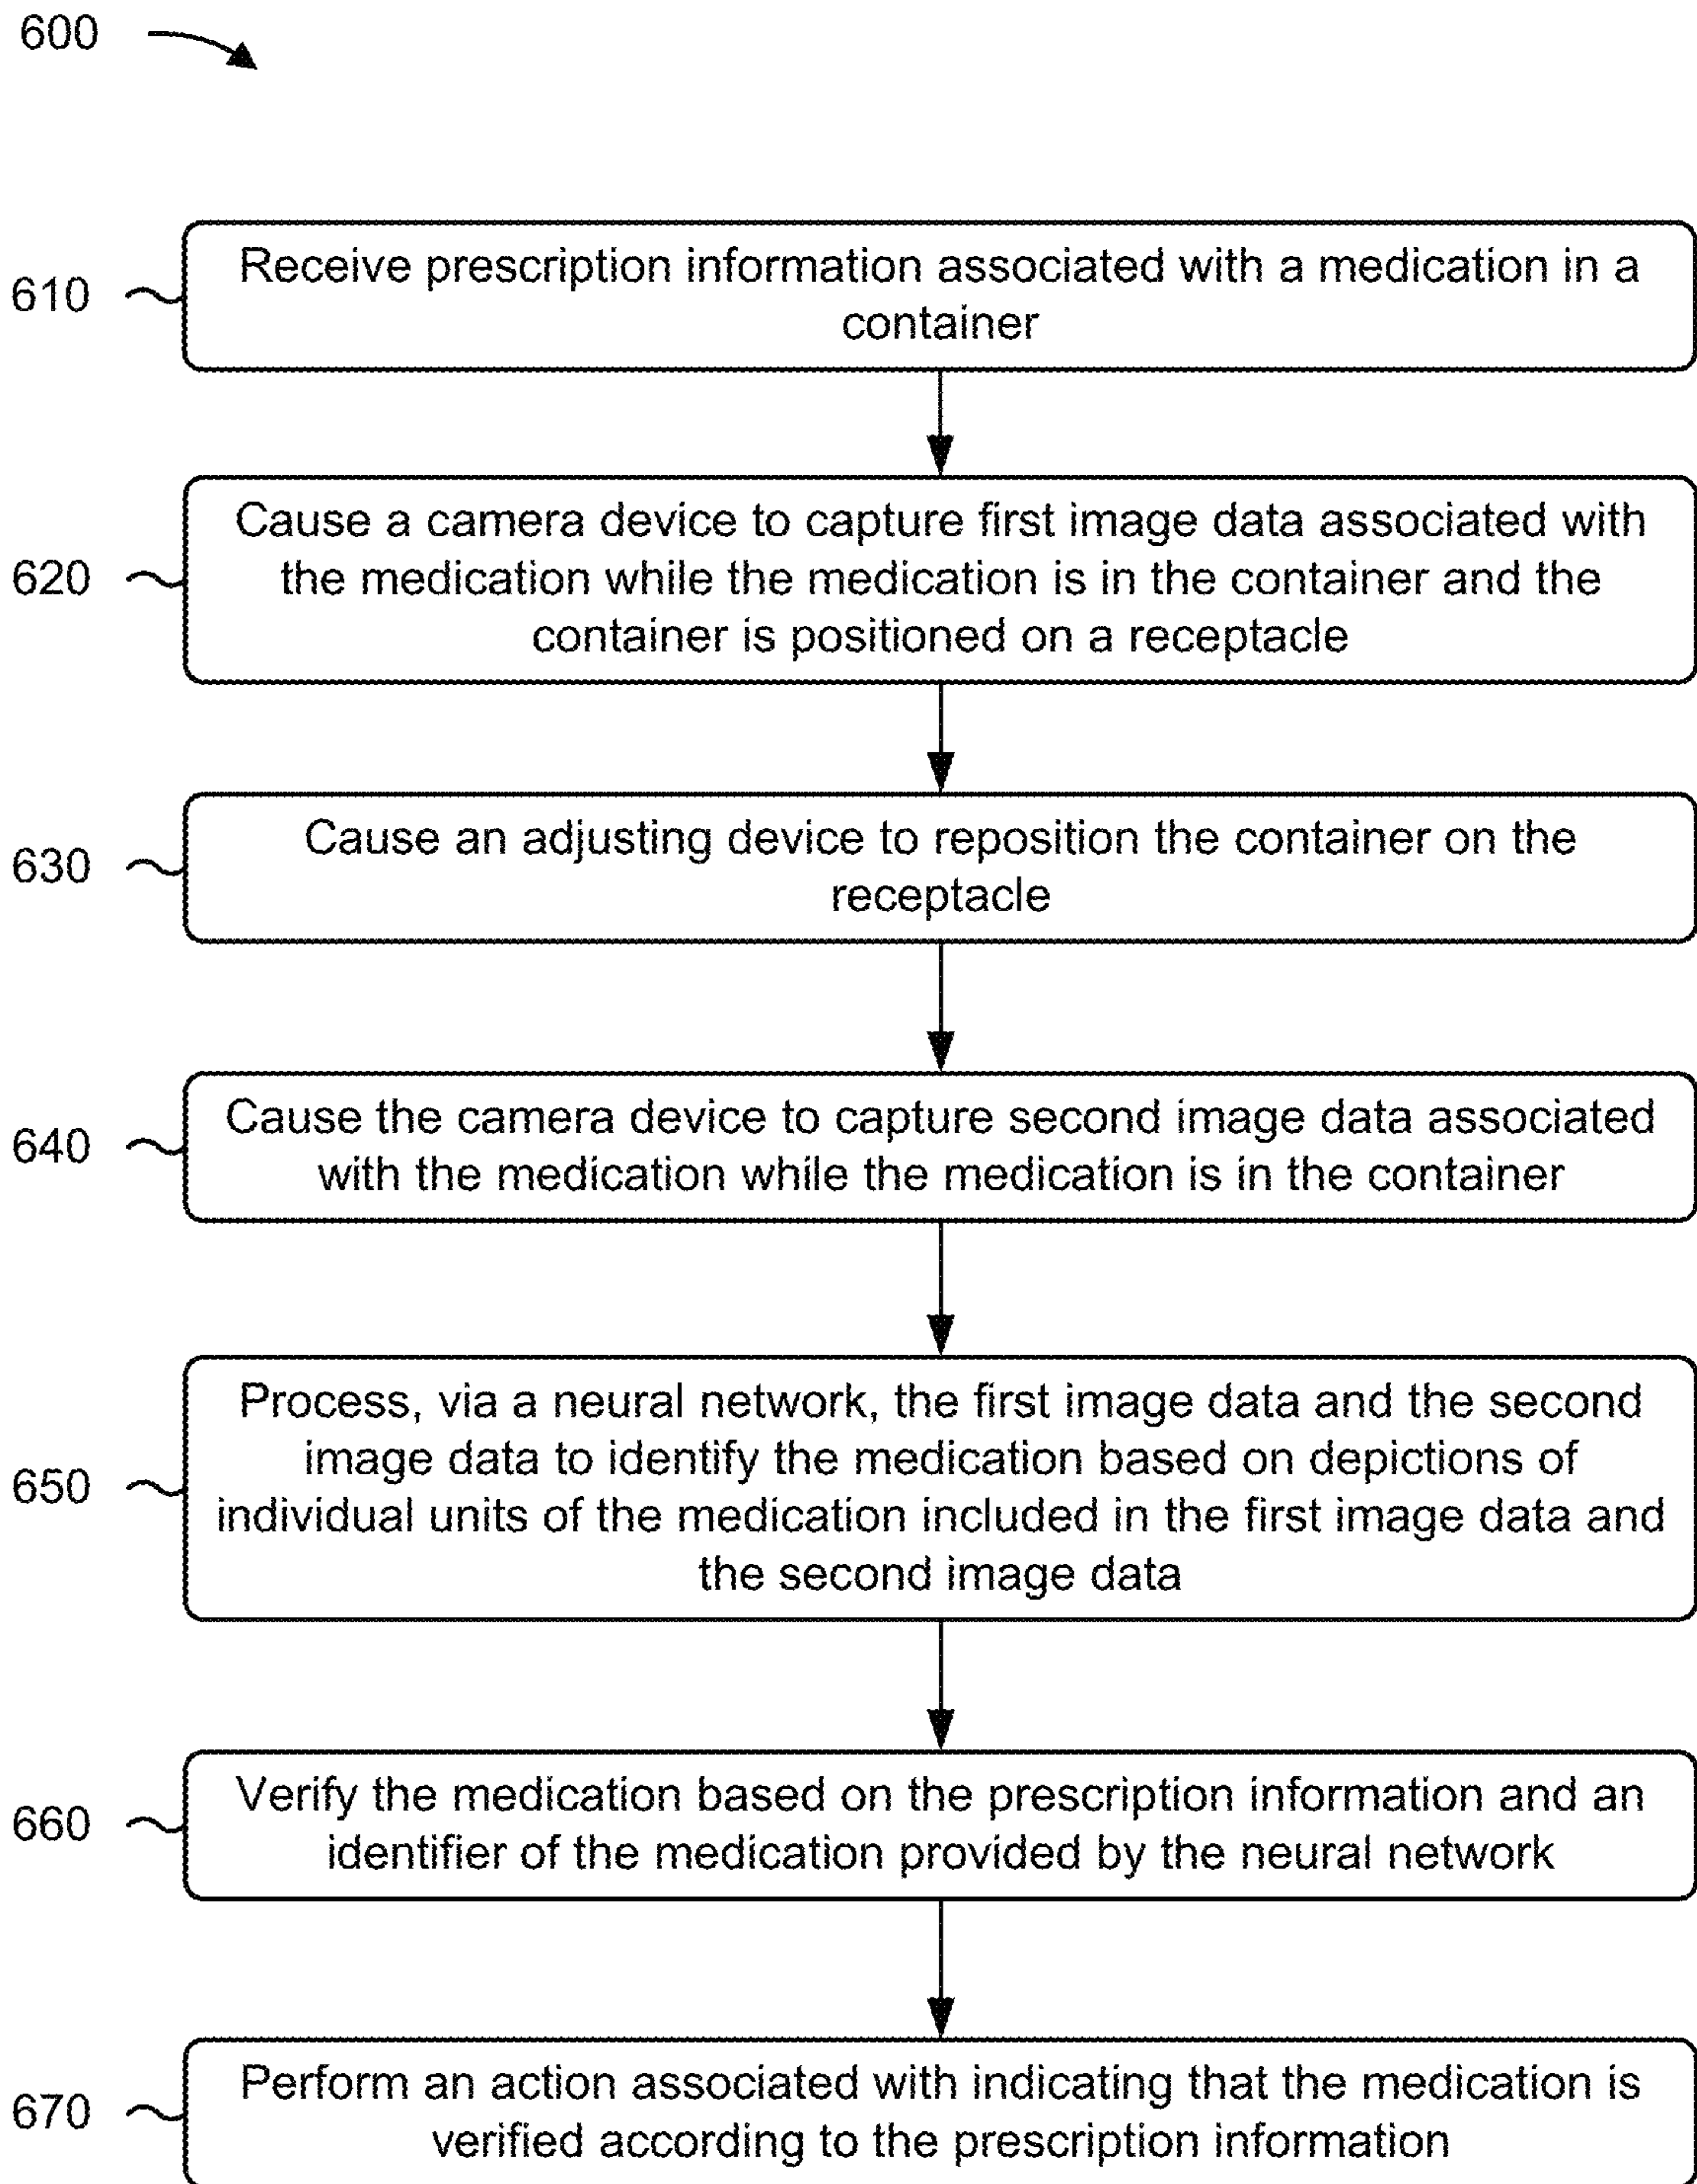 600
610
Receive prescription information associated with a medication in a
container
620
Cause a camera device to capture first image data associated with
the medication while the medication is in the container and the
container is positioned on a receptacle
630
Cause an adjusting device to reposition the container on the
receptacle
640
Cause the camera device to capture second image data associated
with the medication while the medication is in the container
650
Process, via a neural network, the first image data and the second
image data to identify the medication based on depictions of
individual units of the medication included in the first image data and
the second image data
660
Verify the medication based on the prescription information and an
identifier of the medication provided by the neural network
670
Perform an action associated with indicating that the medication is
verified according to the prescription information